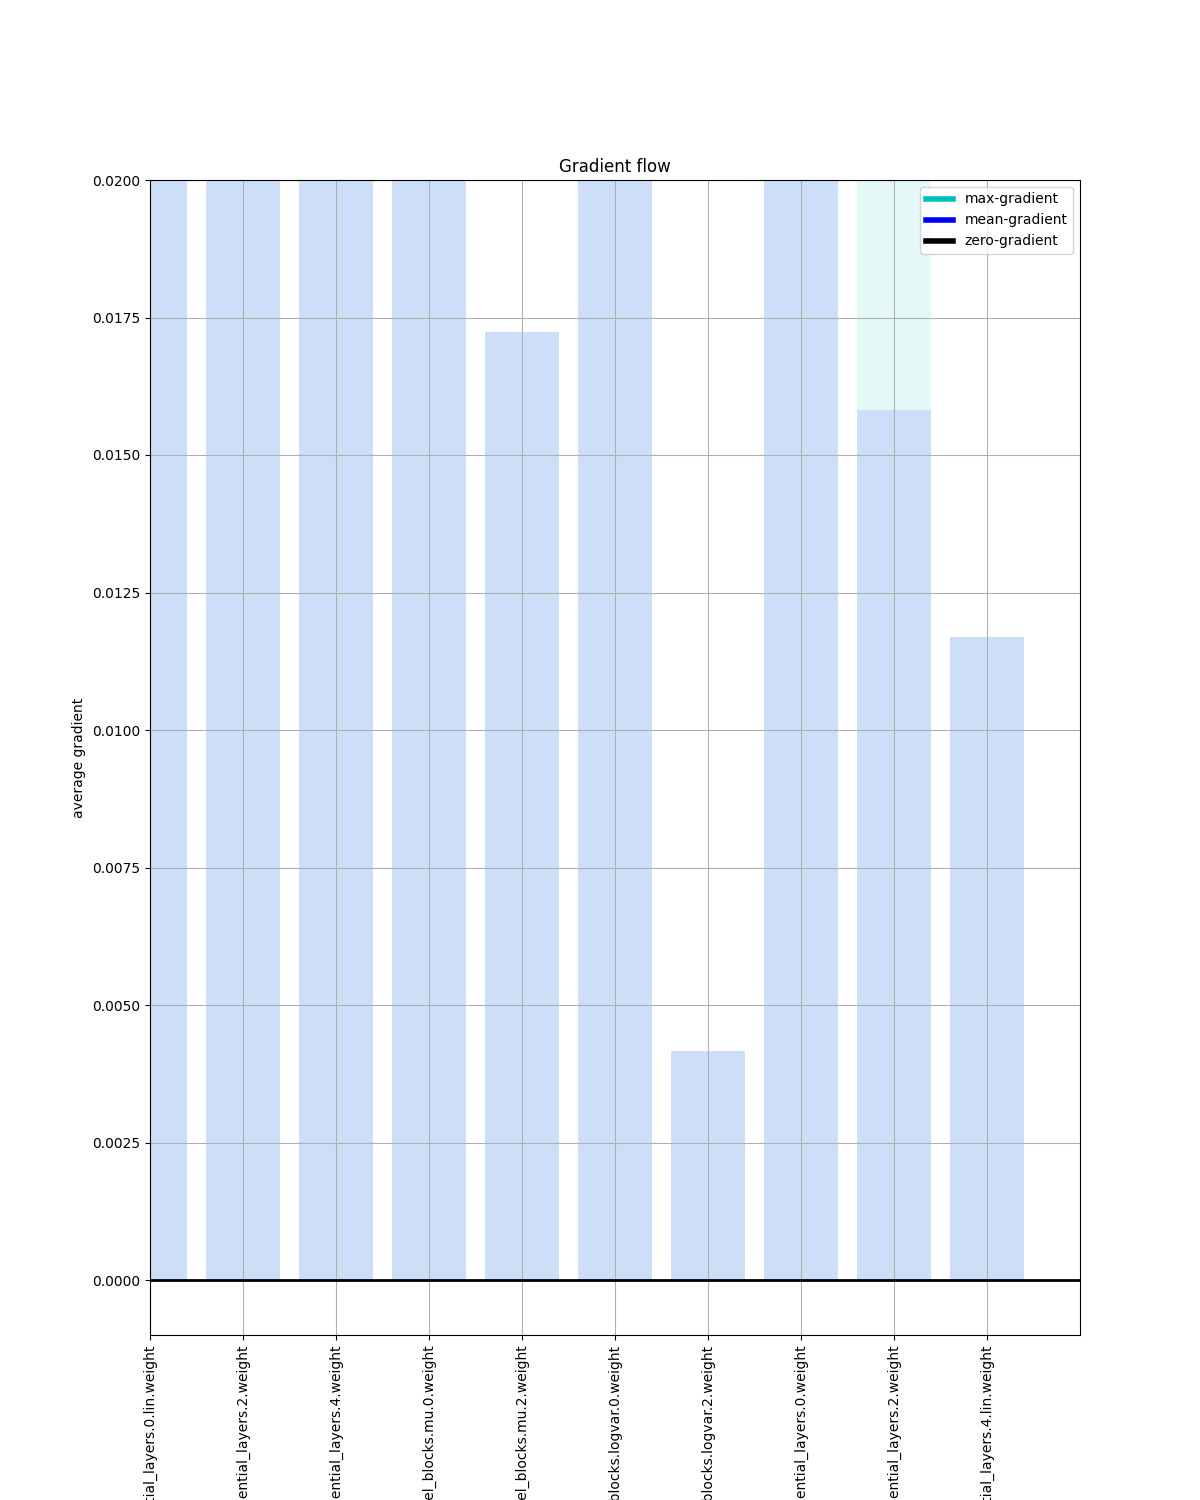 Gradient flow
max-gradient
mean-gradient
zero-gradient
0.0200
0.0175
0.0150
0.0125
0.0100
0.0075
0.0050
0.0025
0.0000
average gradient
tial_layers.0.lin.weight
ential_layers.2.weight
ential_layers.4.weight
el_blocks.mu.0.weight
el_blocks.mu.2.weight
blocks.logvar.0.weight
blocks.logvar.2.weight
ential_layers.0.weight
ential_layers.2.weight
tial_layers.4.lin.weight